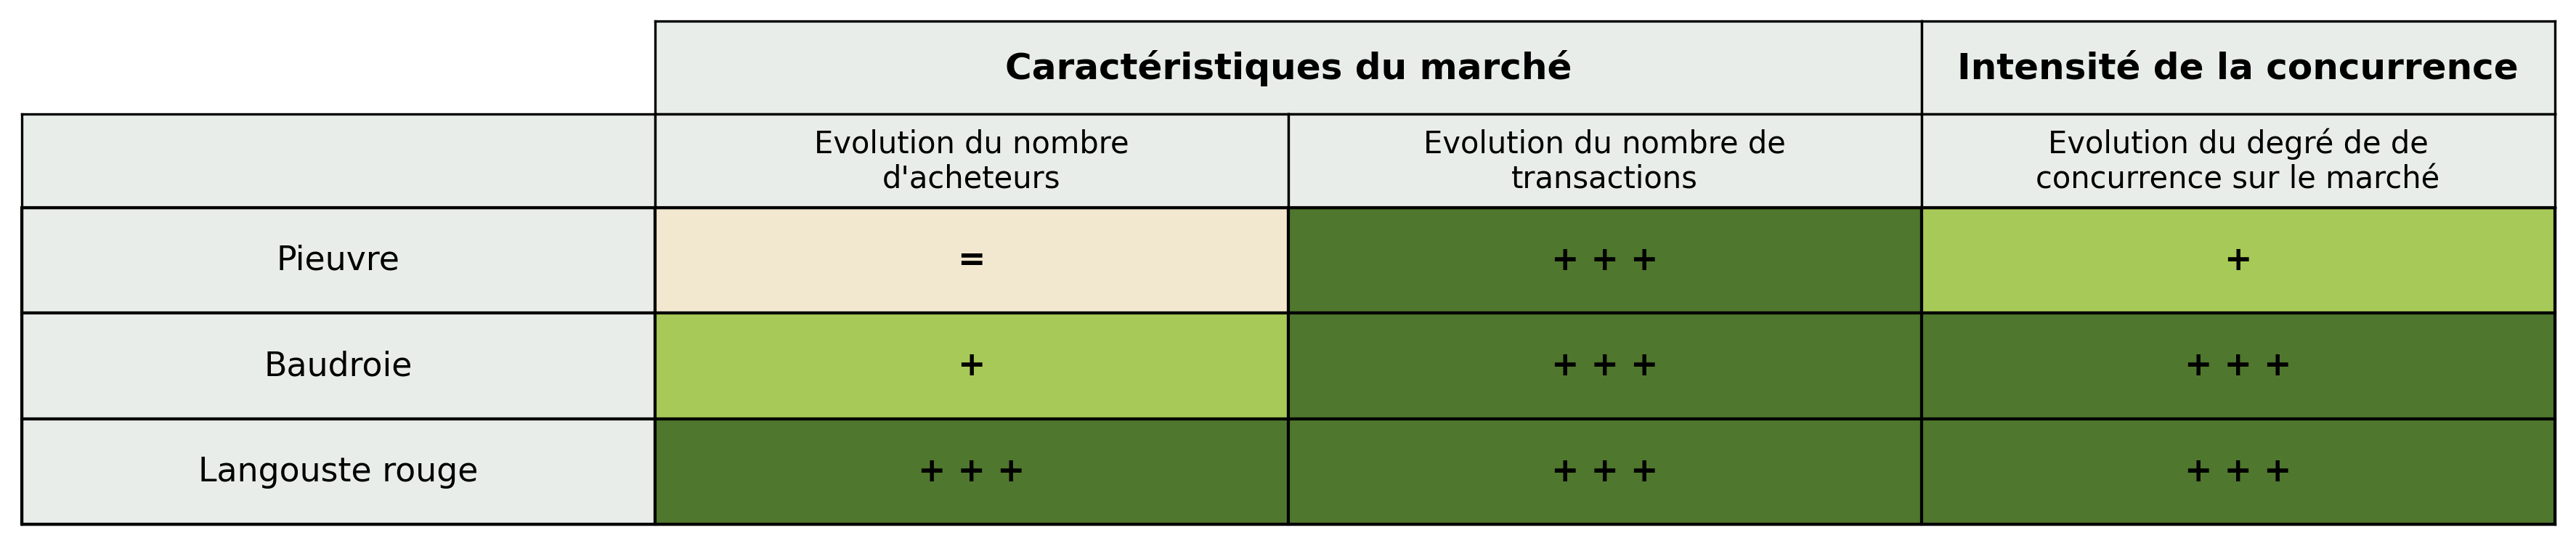 Caractéristiques du marché
Intensité de la concurrence
Evolution du nombre
d'acheteurs
Evolution du nombre de
transactions
Evolution du degré de de
concurrence sur le marché
Pieuvre
=
+ + +
+
Baudroie
+
+ + +
+ + +
Langouste rouge
+ + +
+ + +
+ + +